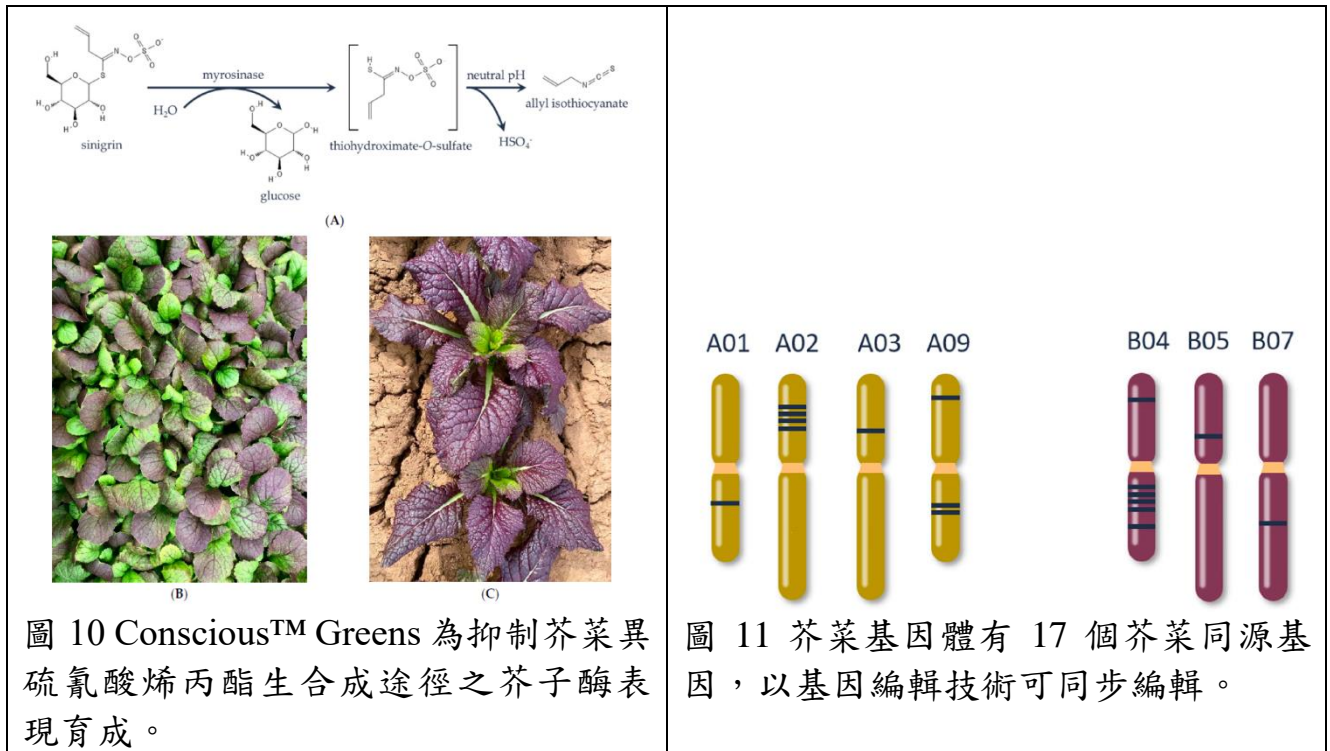 sinigrin
myrosinase
H₂O
glucose
thiohydroximate-O-sulfate
neutral pH
HSO₄⁻
allyl isothiocyanate
(A)
(B)
(C)
圖 10 Conscious™ Greens 為抑制芥菜異
硫氰酸烯丙酯生合成途徑之芥子酶表
現育成。
A01 A02 A03 A09
B04 B05 B07
圖 11 芥菜基因體有 17 個芥菜同源基
因，以基因編輯技術可同步編輯。